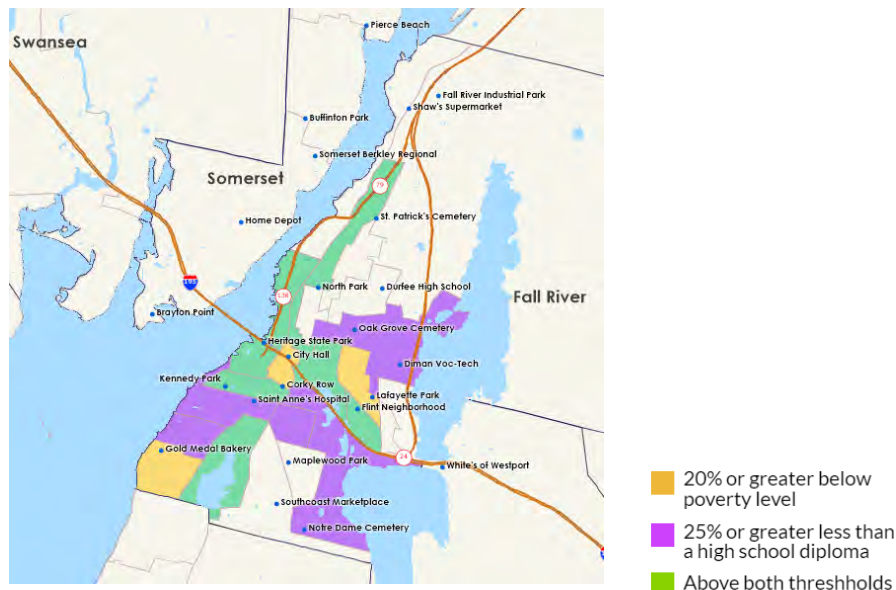 Pierce Beach
Swansea
Fall River Industrial Park
Shaw's Supermarket
Buffinton Park
Somerset Berkley Regional
Somerset
79
St. Patrick's Cemetery
Home Depot
195
North Park
Durfee High School
138
Fall River
Brayton Point
Oak Grove Cemetery
Heritage State Park
City Hall
Diman Voc-Tech
Kennedy Park
Corky Row
Saint Anne's Hospital
Lafayette Park
Flint Neighborhood
Gold Medal Bakery
24
Maplewood Park
White's of Westport
Southcoast Marketplace
Notre Dame Cemetery
20% or greater below
poverty level
25% or greater less than
a high school diploma
Above both threshholds